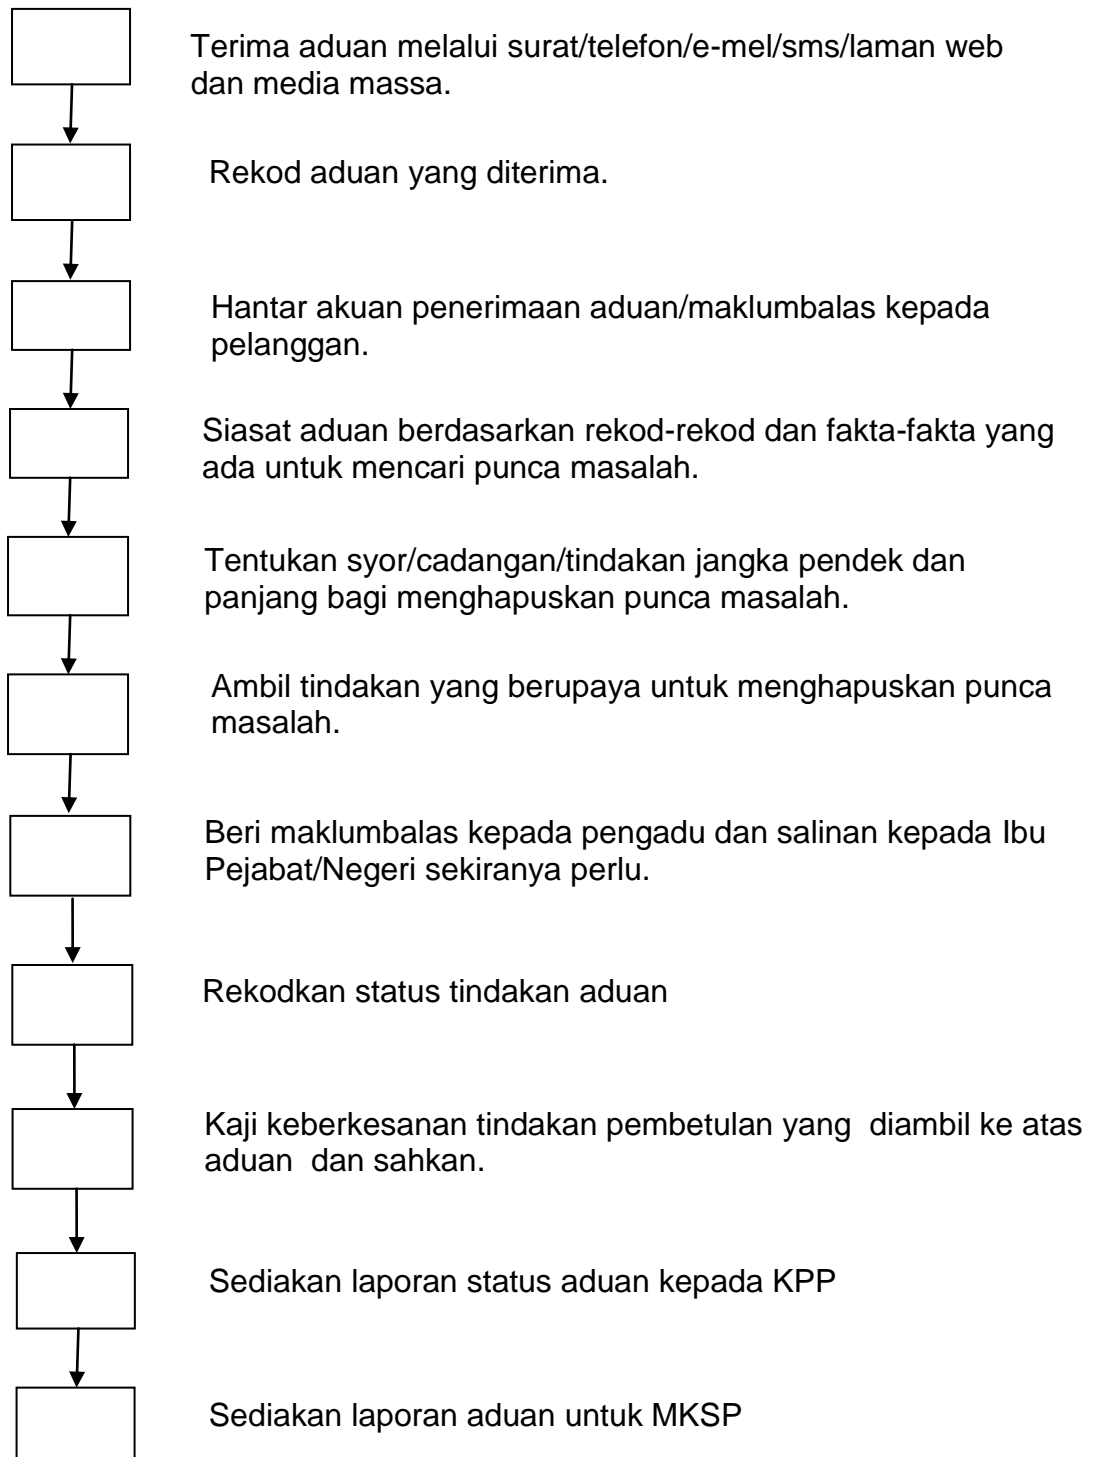 Terima aduan melalui surat/telefon/e-mel/sms/laman web
dan media massa.
Rekod aduan yang diterima.
Hantar akuan penerimaan aduan/maklumbalas kepada
pelanggan.
Siasat aduan berdasarkan rekod-rekod dan fakta-fakta yang
ada untuk mencari punca masalah.
Tentukan syor/cadangan/tindakan jangka pendek dan
panjang bagi menghapuskan punca masalah.
Ambil tindakan yang berupaya untuk menghapuskan punca
masalah.
Beri maklumbalas kepada pengadu dan salinan kepada Ibu
Pejabat/Negeri sekiranya perlu.
Rekodkan status tindakan aduan
Kaji keberkesanan tindakan pembetulan yang  diambil ke atas
aduan  dan sahkan.
Sediakan laporan status aduan kepada KPP
Sediakan laporan aduan untuk MKSP